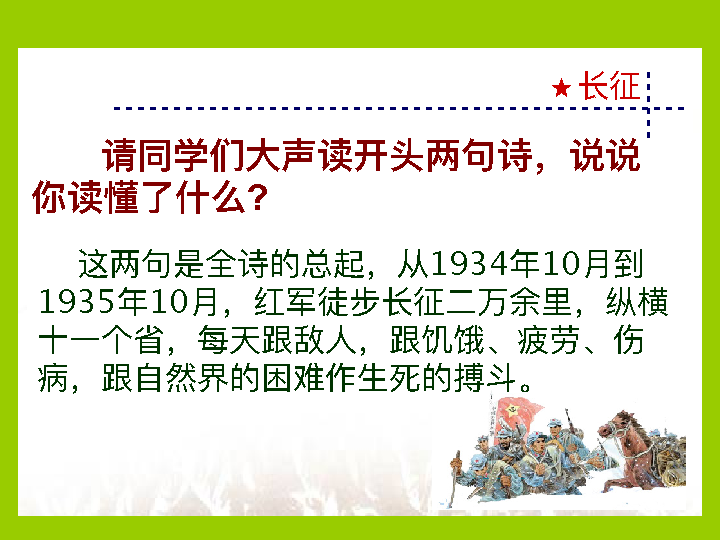 ★长征
请同学们大声读开头两句诗，说说
你读懂了什么?
这两句是全诗的总起，从1934年10月到
1935年10月，红军徒步长征二万余里，纵横
十一个省，每天跟敌人，跟饥饿、疲劳、伤
病，跟自然界的困难作生死的搏斗。